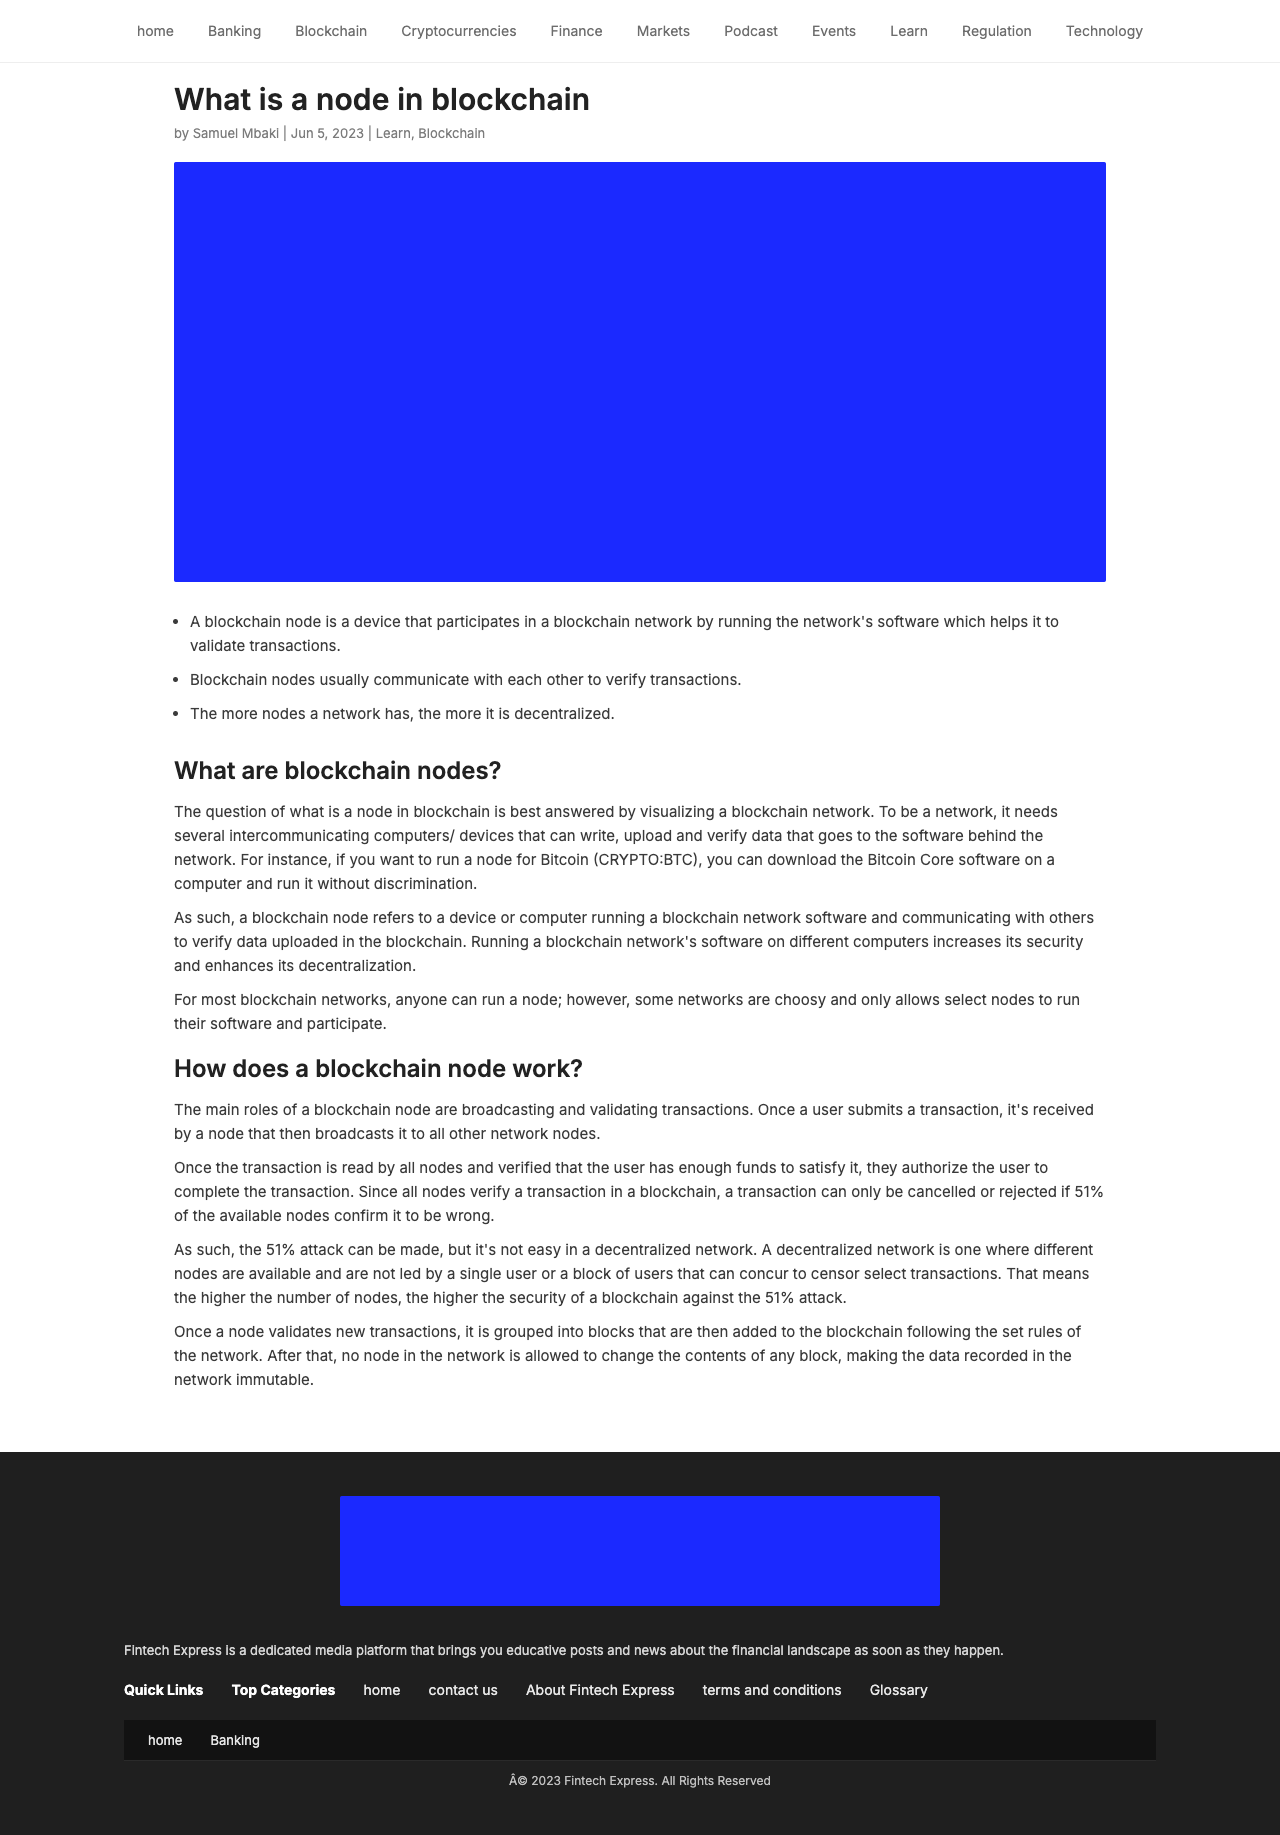 home Banking Blockchain Cryptocurrencies Finance Markets Podcast Events Learn Regulation Technology
What is a node in blockchain
by Samuel Mbaki | Jun 5, 2023 | Learn, Blockchain
• A blockchain node is a device that participates in a blockchain network by running the network's software which helps it to
validate transactions.
• Blockchain nodes usually communicate with each other to verify transactions.
• The more nodes a network has, the more it is decentralized.
What are blockchain nodes?
The question of what is a node in blockchain is best answered by visualizing a blockchain network. To be a network, it needs
several intercommunicating computers/ devices that can write, upload and verify data that goes to the software behind the
network. For instance, if you want to run a node for Bitcoin (CRYPTO:BTC), you can download the Bitcoin Core software on a
computer and run it without discrimination.
As such, a blockchain node refers to a device or computer running a blockchain network software and communicating with others
to verify data uploaded in the blockchain. Running a blockchain network's software on different computers increases its security
and enhances its decentralization.
For most blockchain networks, anyone can run a node; however, some networks are choosy and only allows select nodes to run
their software and participate.
How does a blockchain node work?
The main roles of a blockchain node are broadcasting and validating transactions. Once a user submits a transaction, it's received
by a node that then broadcasts it to all other network nodes.
Once the transaction is read by all nodes and verified that the user has enough funds to satisfy it, they authorize the user to
complete the transaction. Since all nodes verify a transaction in a blockchain, a transaction can only be cancelled or rejected if 51%
of the available nodes confirm it to be wrong.
As such, the 51% attack can be made, but it's not easy in a decentralized network. A decentralized network is one where different
nodes are available and are not led by a single user or a block of users that can concur to censor select transactions. That means
the higher the number of nodes, the higher the security of a blockchain against the 51% attack.
Once a node validates new transactions, it is grouped into blocks that are then added to the blockchain following the set rules of
the network. After that, no node in the network is allowed to change the contents of any block, making the data recorded in the
network immutable.
Fintech Express is a dedicated media platform that brings you educative posts and news about the financial landscape as soon as they happen.
Quick Links Top Categories home contact us About Fintech Express terms and conditions Glossary
home Banking
Â© 2023 Fintech Express. All Rights Reserved